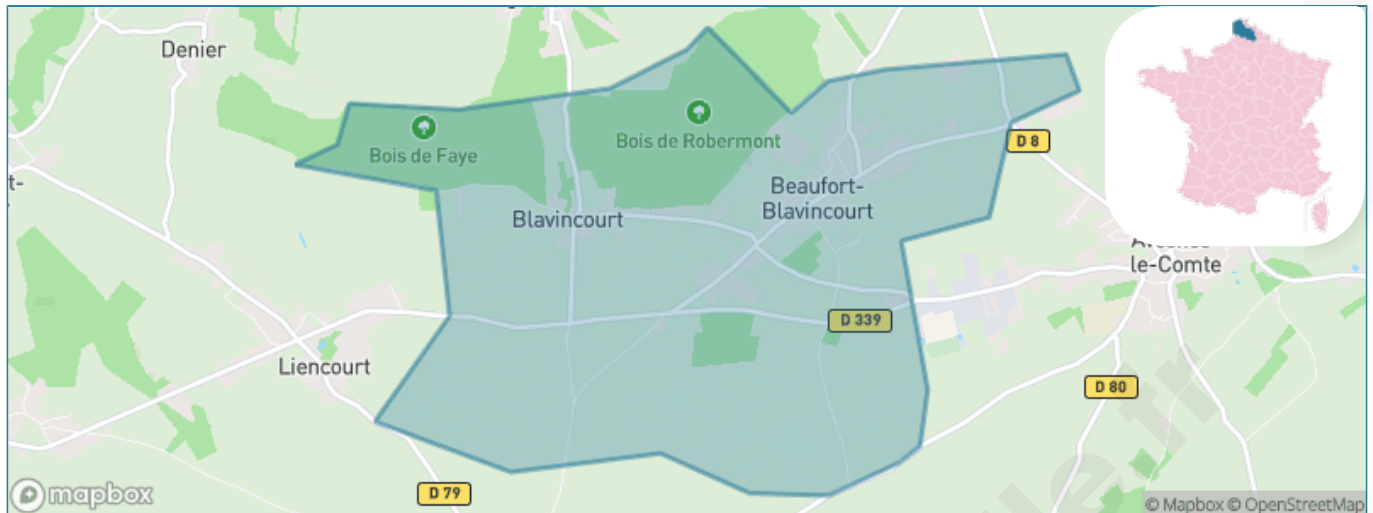 Denier
Bois de Faye
Bois de Robermont
D 8
Beaufort-
Blavincourt
Blavincourt
le-Comte
D 339
Liencourt
D 80
D 79
mapbox
© Mapbox © OpenStreetMap